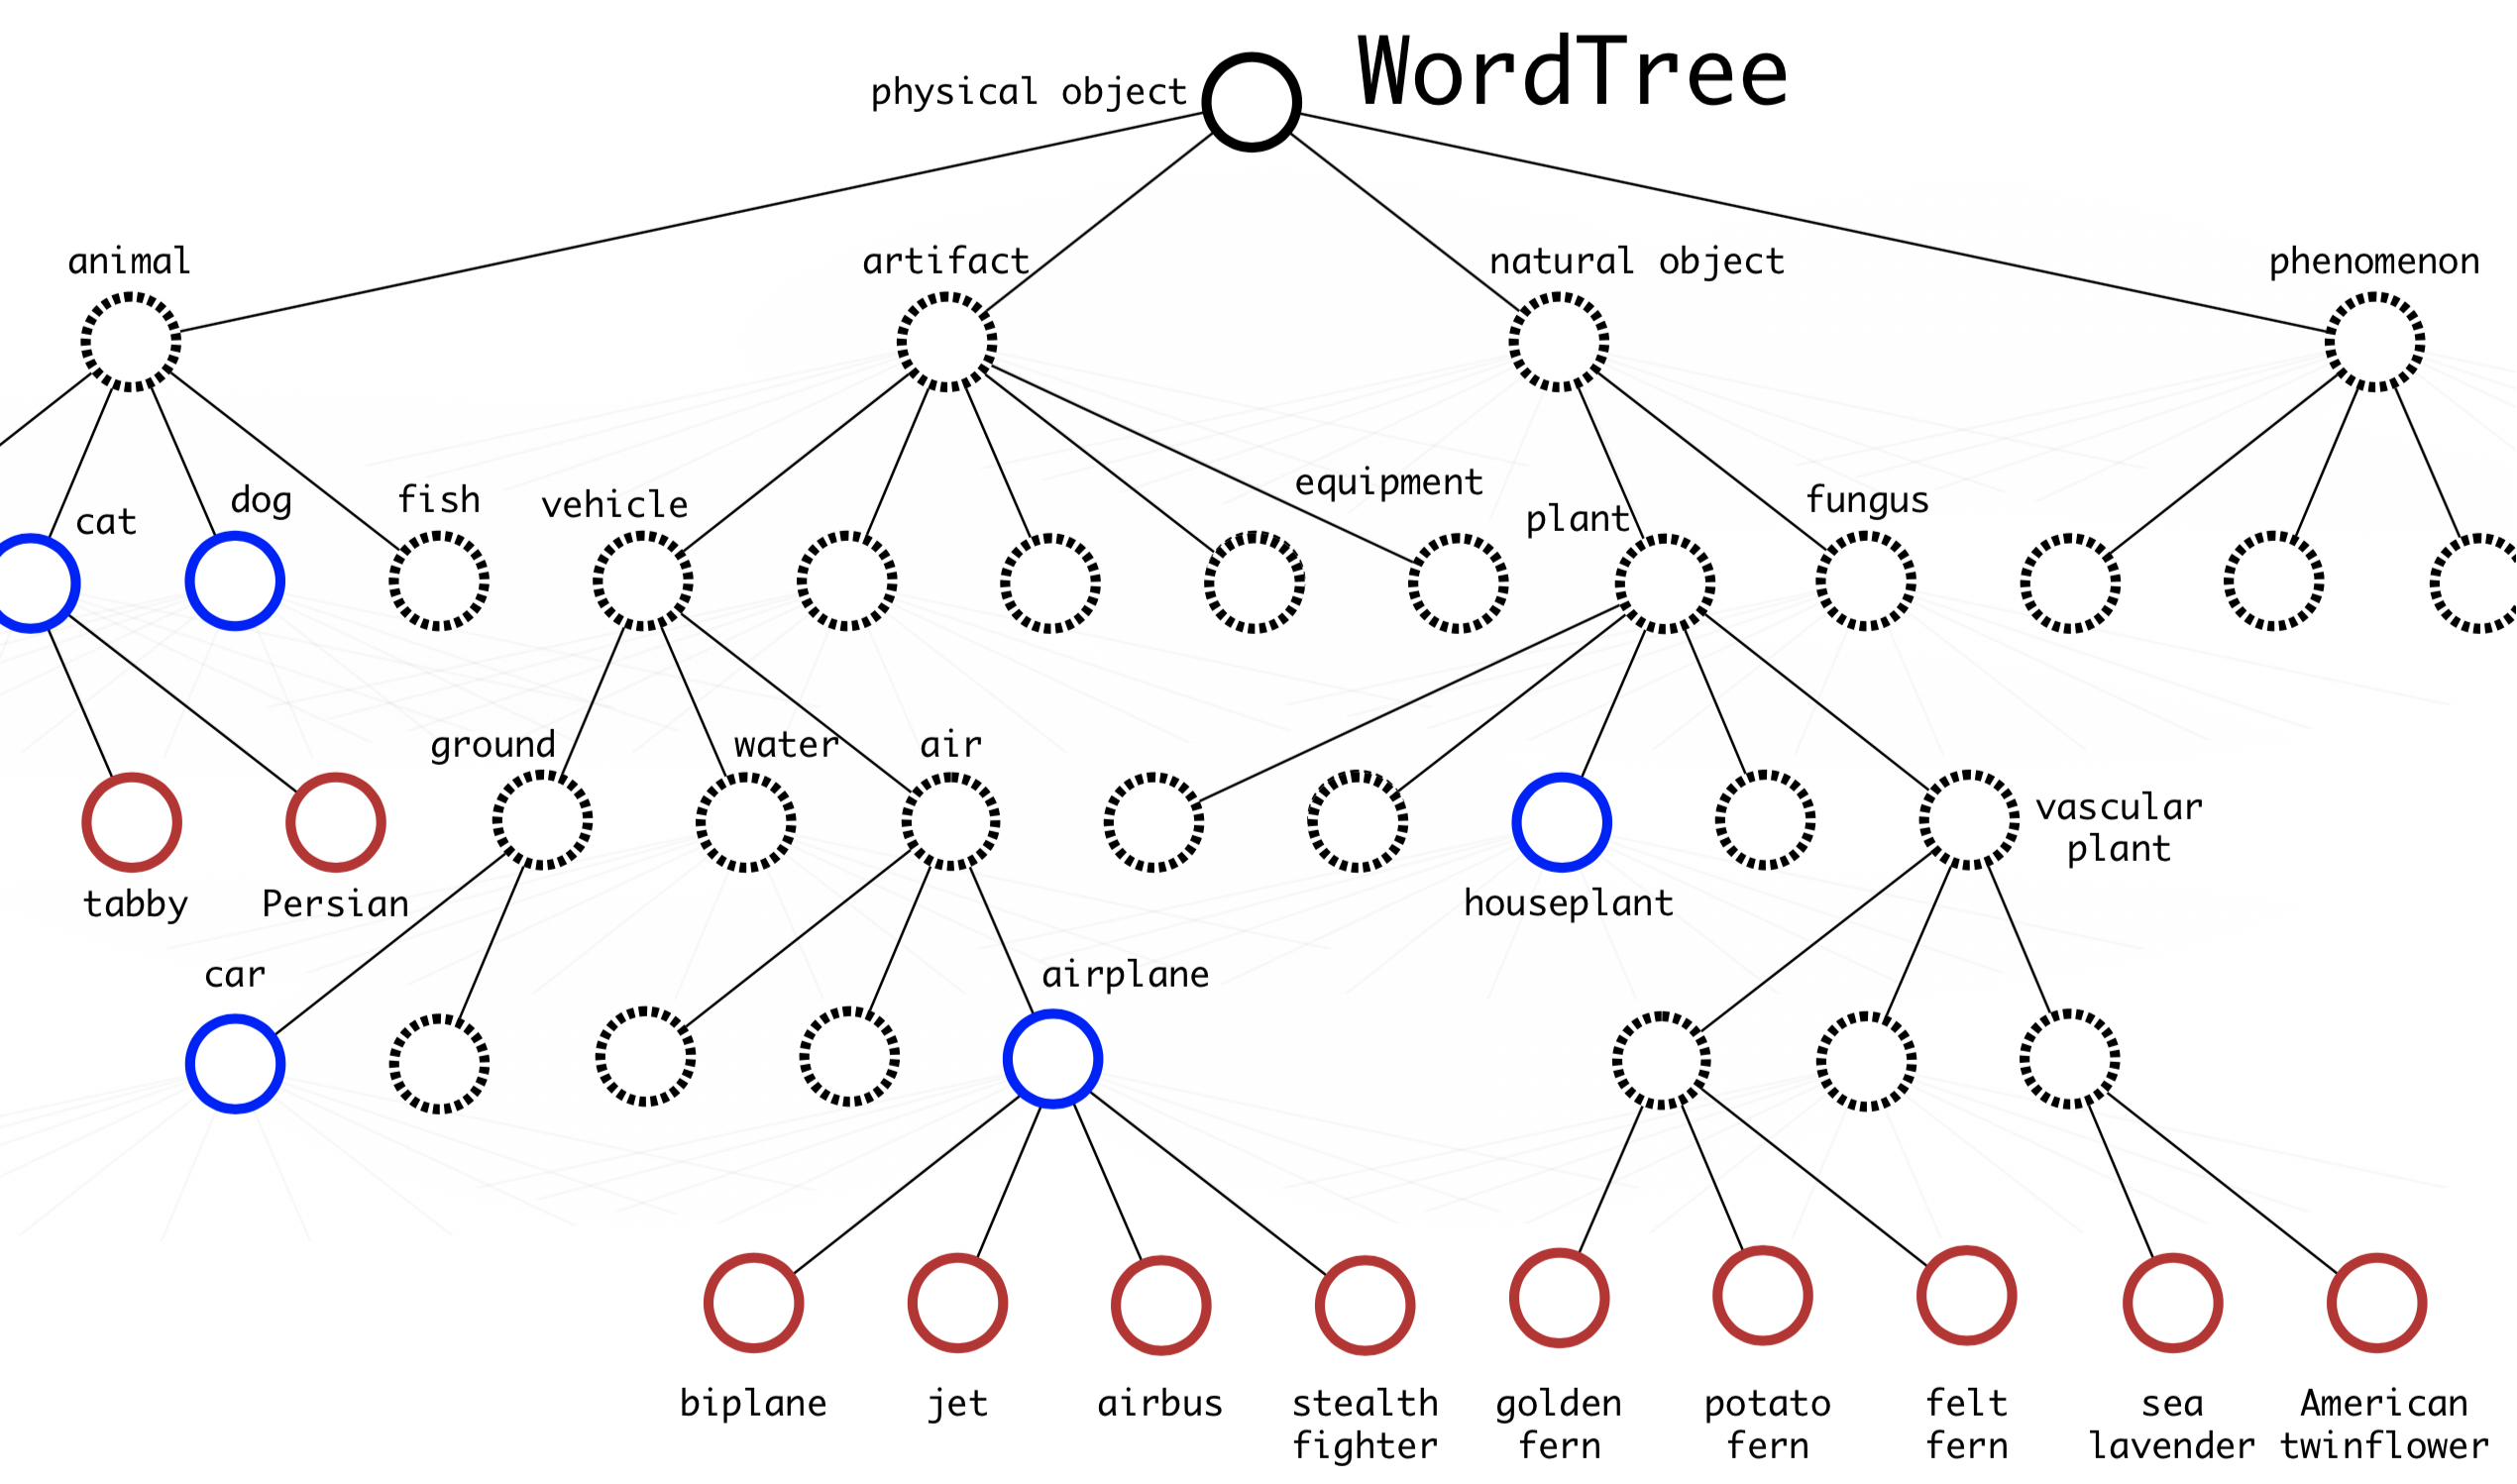 WordTree
physical object
animal
artifact
natural object
phenomenon
cat
dog
fish
vehicle
equipment
plant
fungus
ground
water
air
vascular
plant
tabby
Persian
houseplant
car
airplane
biplane
jet
airbus
stealth
fighter
golden
fern
potato
fern
felt
fern
sea
lavender
American
twinflower